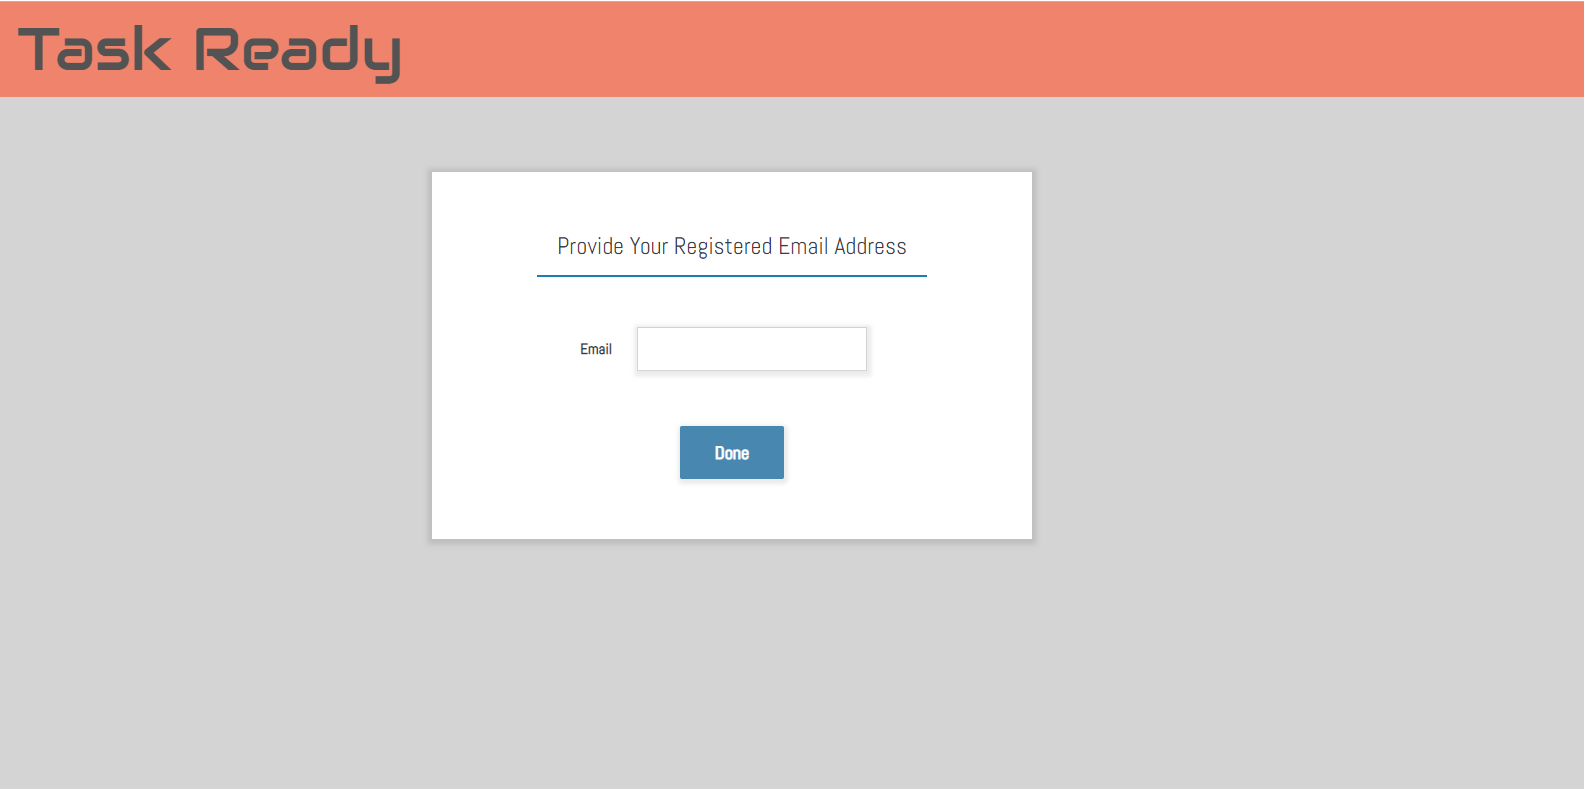 Task Ready
Provide Your Registered Email Address
Email
Done